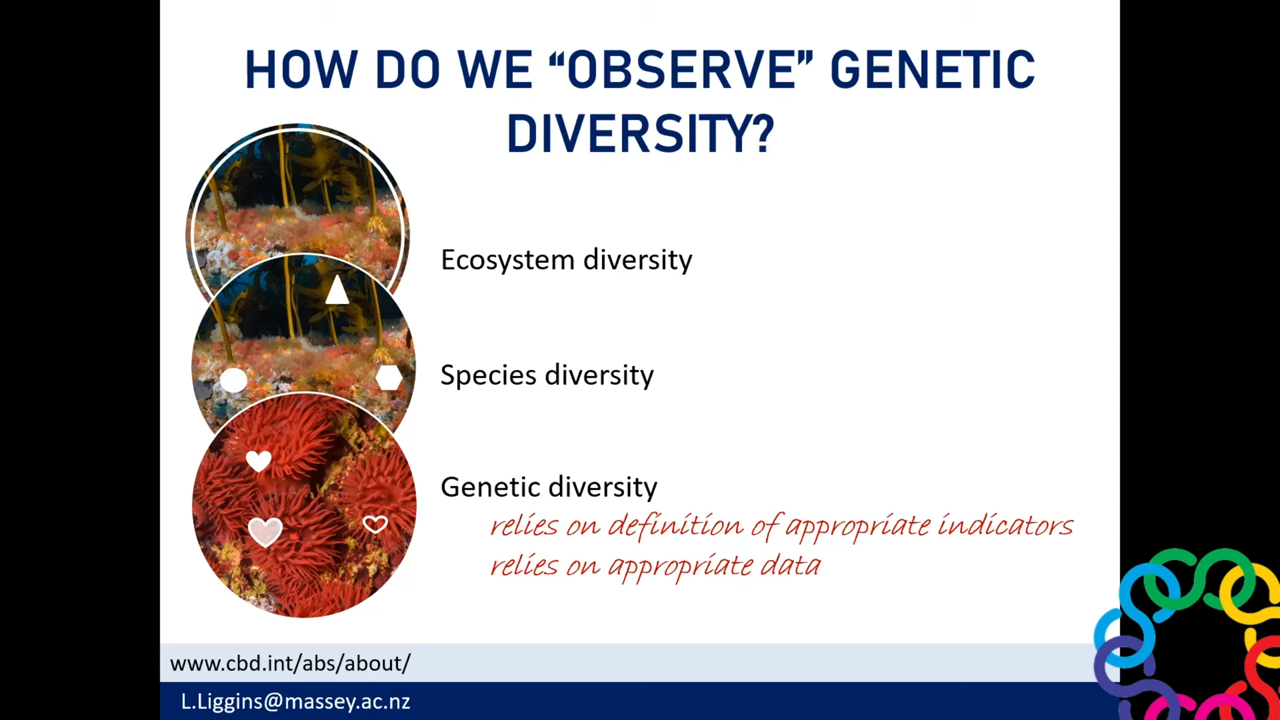 HOW DO WE “OBSERVE” GENETIC
DIVERSITY?
Ecosystem diversity
Species diversity
Genetic diversity
relies on definition of appropriate indicators
relies on appropriate data
www.cbd.int/abs/about/
L.Liggins@massey.ac.nz